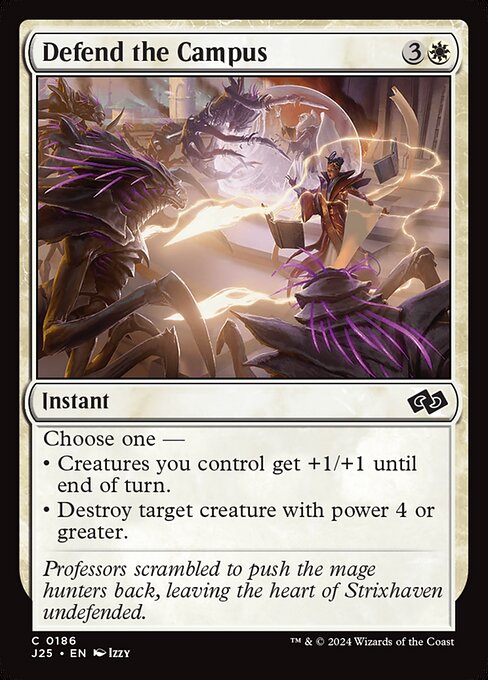 Defend the Campus 3
Instant
Choose one —
• Creatures you control get +1/+1 until
end of turn.
• Destroy target creature with power 4 or
greater.
Professors scrambled to push the mage
hunters back, leaving the heart of Strixhaven
undefended.
C 0186
J25 • EN Izzy
™ & © 2024 Wizards of the Coast